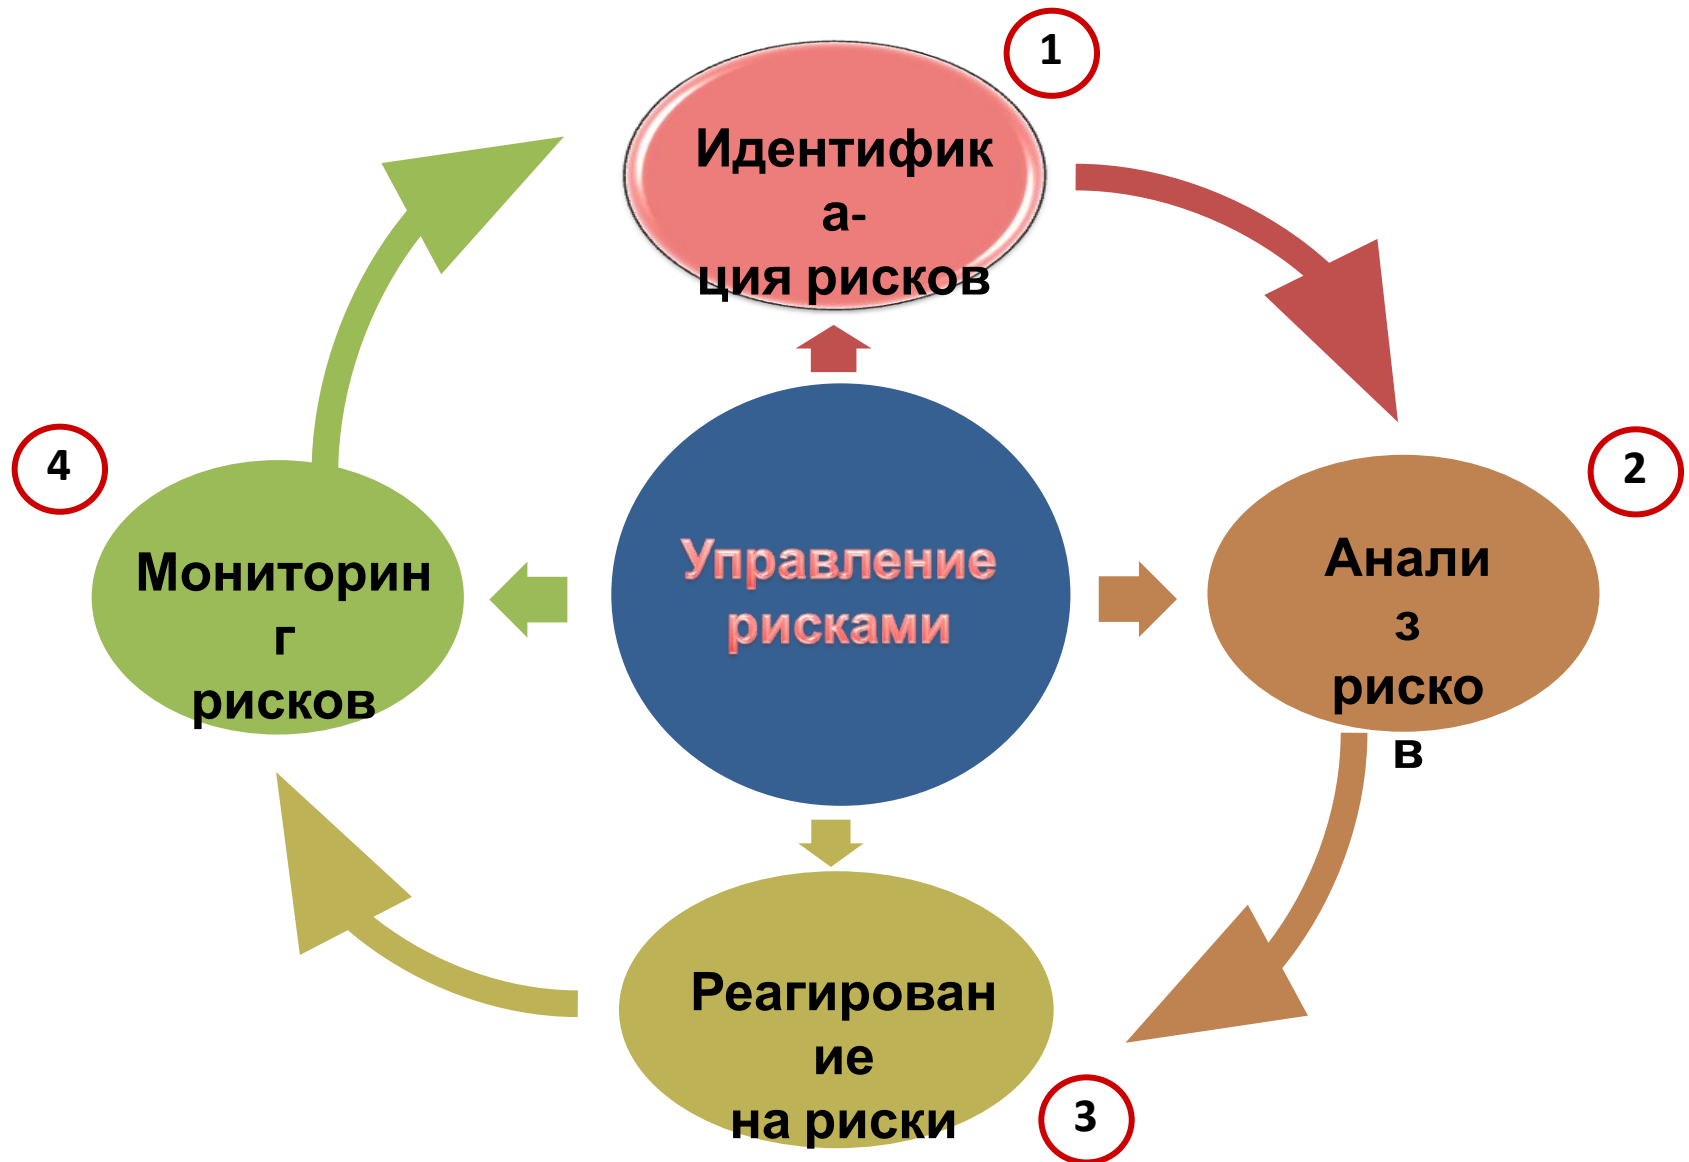 1
Идентифик
а-
ция рисков
4
2
Мониторин
г
рисков
Управление
рисками
Анали
з
риско
в
Реагирован
ие
на риски
3